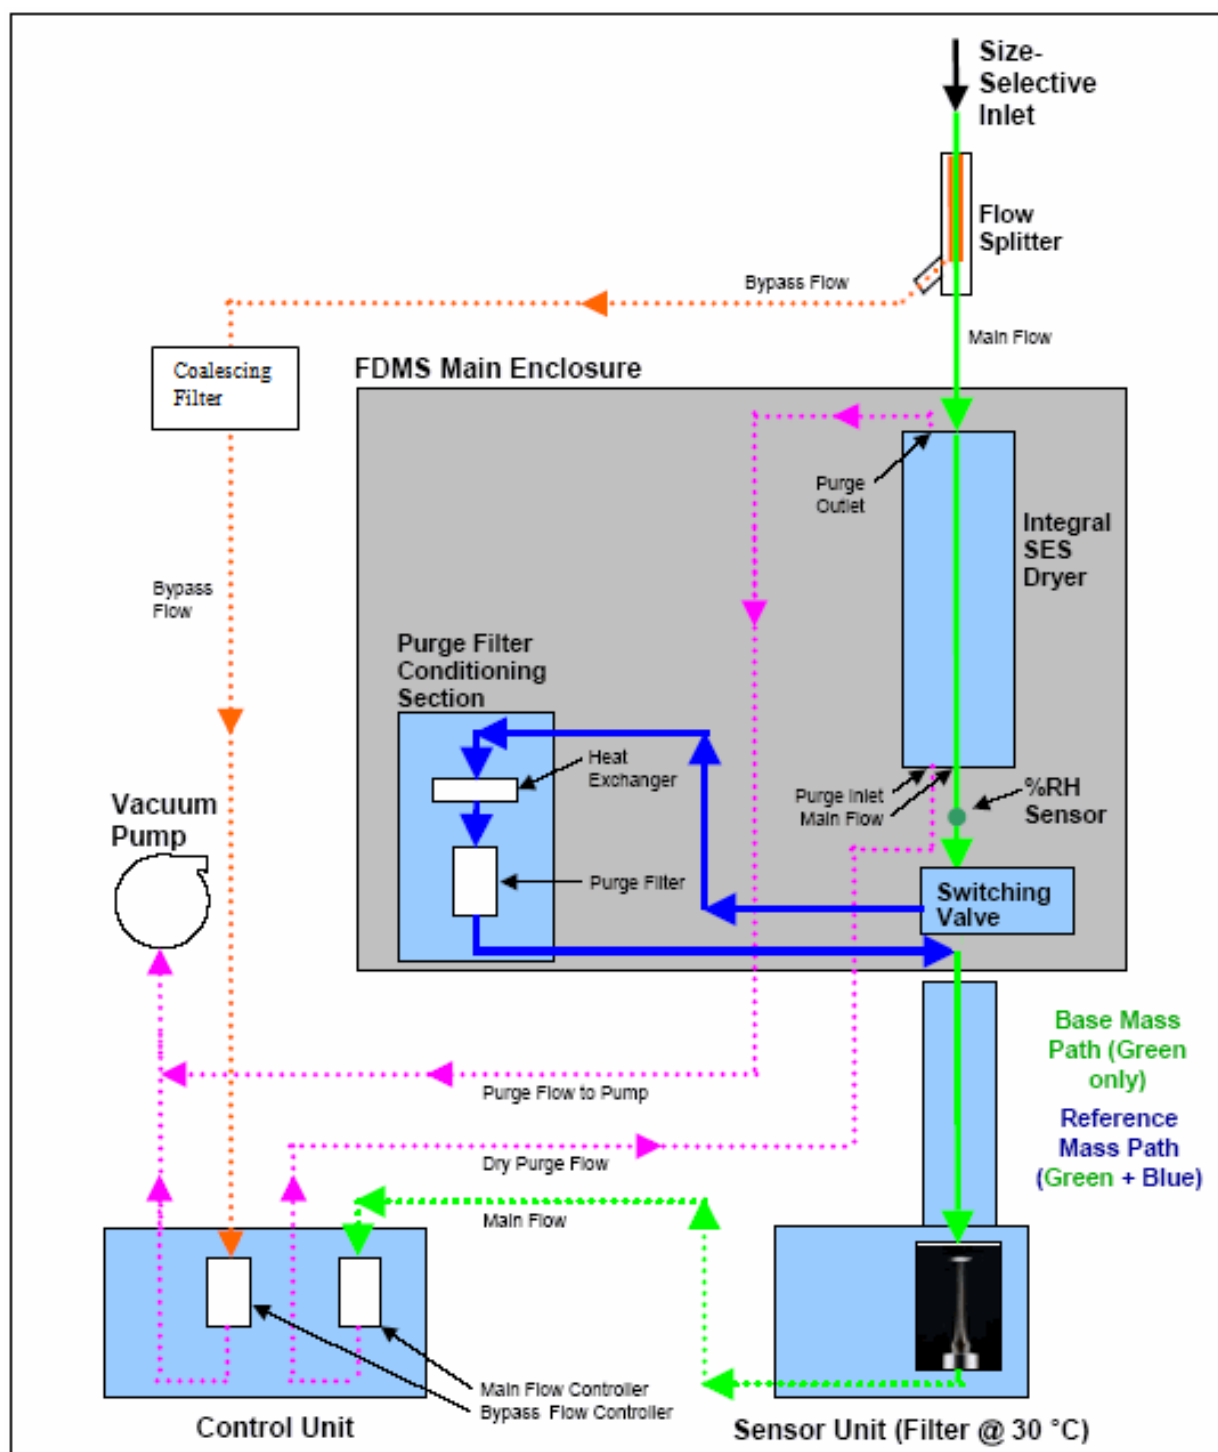 Size-
Selective
Inlet
Flow
Splitter
Bypass Flow
Main Flow
Coalescing
Filter
FDMS Main Enclosure
Purge
Outlet
Integral
SES
Dryer
Bypass
Flow
Purge Filter
Conditioning
Section
Heat
Exchanger
Purge Inlet
Main Flow
%RH
Sensor
Vacuum
Pump
Purge Filter
Switching
Valve
Base Mass
Path (Green
only)
Reference
Mass Path
(Green + Blue)
Purge Flow to Pump
Dry Purge Flow
Main Flow
Main Flow Controller
Bypass Flow Controller
Control Unit
Sensor Unit (Filter @ 30 °C)